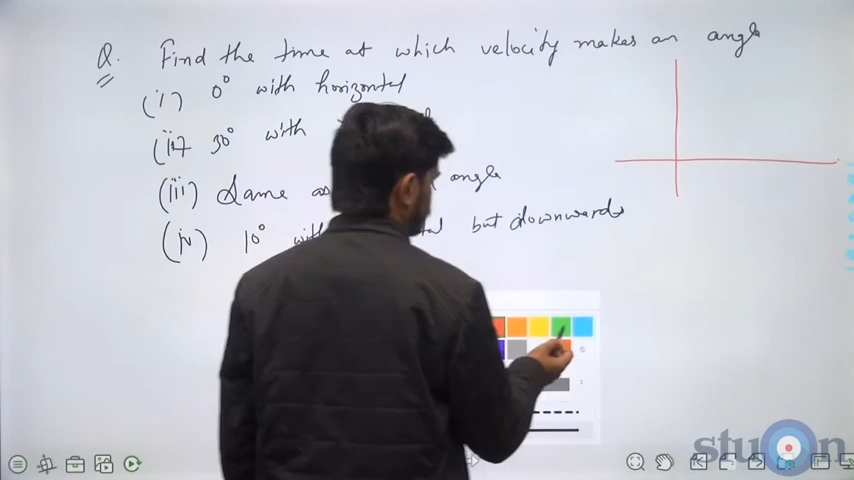 Q. Find the time at which velocity makes an angle
(i) 0° with horizontal
(ii) 30° with
(iii) Same as angle
(iv) 10° but downwards
stuon